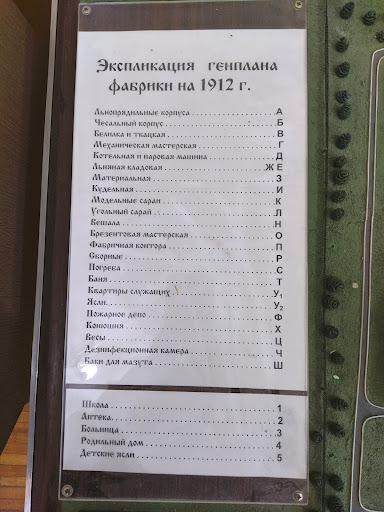 Экспликация генплана
фабрики на 1912 г.
Льнопрядильные корпуса . . . . . . . . . . . . . . . А
Чесальный корпус . . . . . . . . . . . . . . . . . . . Б
Белилка и ткацкая . . . . . . . . . . . . . . . . . . . В
Механическая мастерская . . . . . . . . . . . . . . Г
Котельная и паровая машина . . . . . . . . . . . . Д
Льняная кладовая . . . . . . . . . . . . . . . . . . Ж Е
Материальная . . . . . . . . . . . . . . . . . . . . . . З
Кудельная . . . . . . . . . . . . . . . . . . . . . . . . И
Модельные сараи . . . . . . . . . . . . . . . . . . . . К
Угольный сарай . . . . . . . . . . . . . . . . . . . . . Л
Вешала . . . . . . . . . . . . . . . . . . . . . . . . . . Н
Брезентовая мастерская . . . . . . . . . . . . . . . О
Фабричная контора . . . . . . . . . . . . . . . . . . П
Сборные . . . . . . . . . . . . . . . . . . . . . . . . . Р
Погреба . . . . . . . . . . . . . . . . . . . . . . . . . С
Баня . . . . . . . . . . . . . . . . . . . . . . . . . . . Т
Квартиры служащих . . . . . . . . . . . . . . . . . У₁
Ясли . . . . . . . . . . . . . . . . . . . . . . . . . . . У₂
Пожарное депо . . . . . . . . . . . . . . . . . . . . . Ф
Конюшня . . . . . . . . . . . . . . . . . . . . . . . . . Х
Весы . . . . . . . . . . . . . . . . . . . . . . . . . . . Ц
Дезинфекционная камера . . . . . . . . . . . . . . Ч
Баки для мазута . . . . . . . . . . . . . . . . . . . . Ш
Школа . . . . . . . . . . . . . . . . . . . . . . . . . . 1
Аптека . . . . . . . . . . . . . . . . . . . . . . . . . . 2
Больница . . . . . . . . . . . . . . . . . . . . . . . . 3
Родильный дом . . . . . . . . . . . . . . . . . . . . . 4
Детские ясли . . . . . . . . . . . . . . . . . . . . . . 5